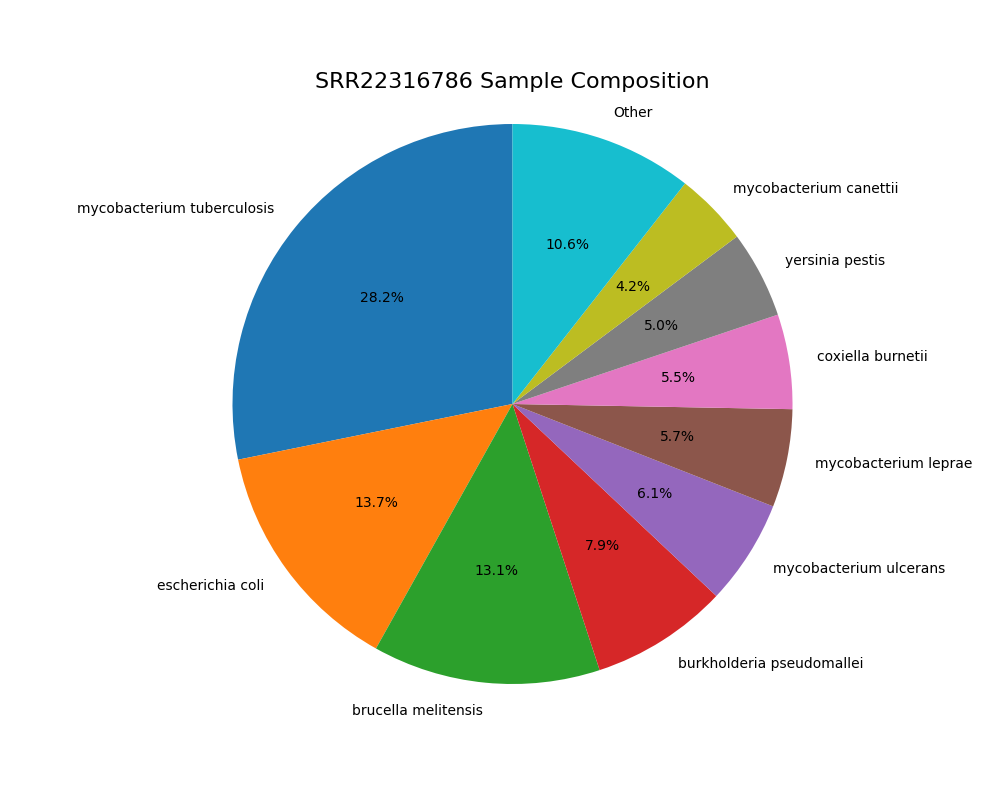 SRR22316786 Sample Composition
Other
mycobacterium canettii
mycobacterium tuberculosis
yersinia pestis
10.6%
4.2%
28.2%
5.0%
coxiella burnetii
5.5%
5.7%
mycobacterium leprae
6.1%
13.7%
7.9%
mycobacterium ulcerans
13.1%
escherichia coli
burkholderia pseudomallei
brucella melitensis